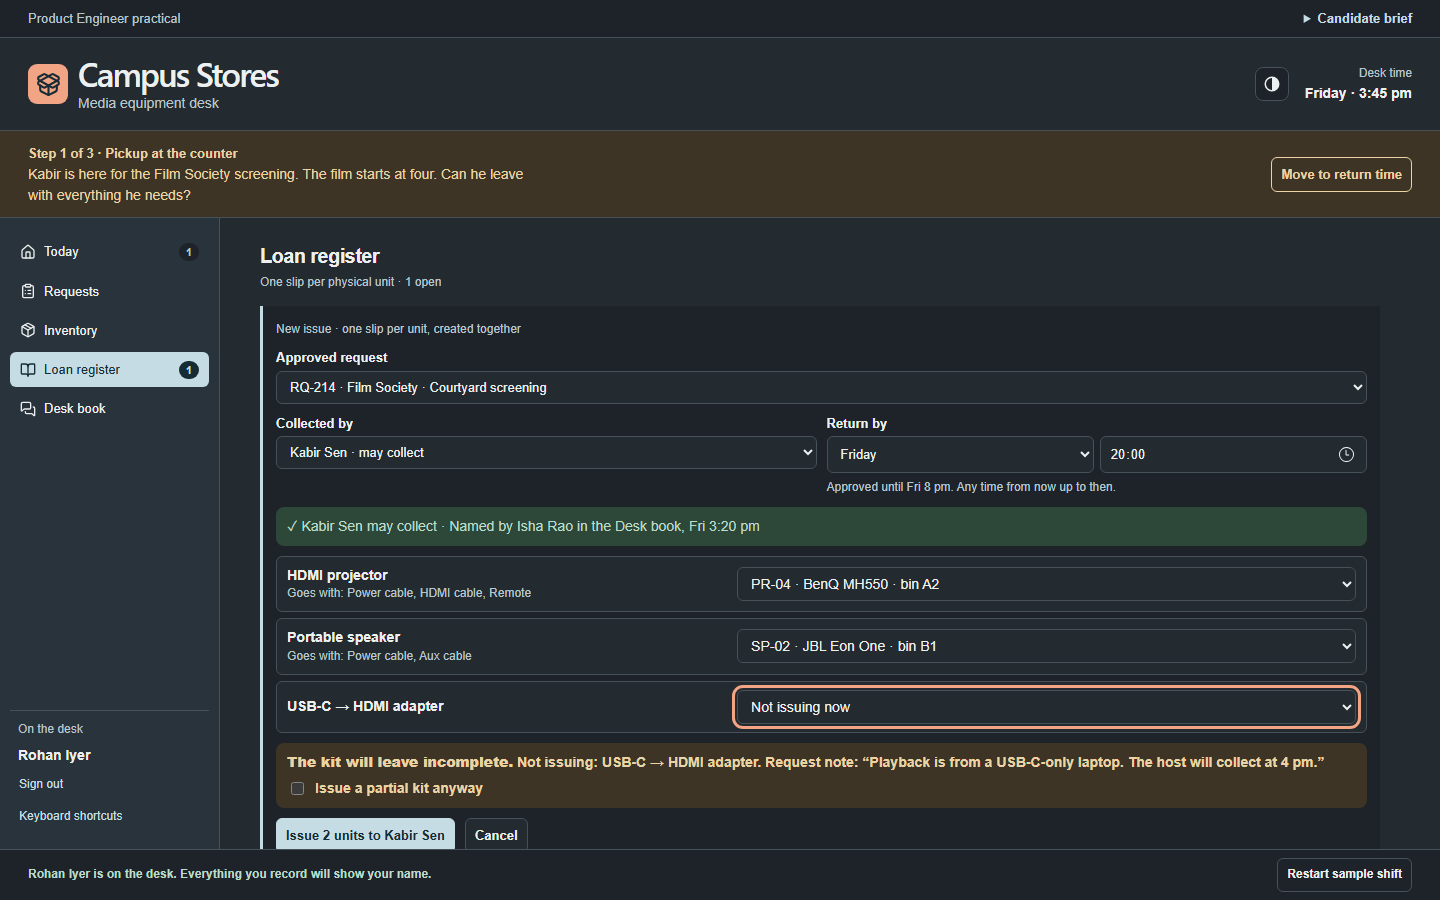 Product Engineer practical
Candidate brief
Campus Stores
Media equipment desk
Desk time
Friday · 3:45 pm
Step 1 of 3 · Pickup at the counter
Kabir is here for the Film Society screening. The film starts at four. Can he leave
with everything he needs?
Move to return time
Today
1
Requests
Inventory
Loan register
1
Desk book
On the desk
Rohan Iyer
Sign out
Keyboard shortcuts
Loan register
One slip per physical unit · 1 open
New issue · one slip per unit, created together
Approved request
RQ-214 · Film Society · Courtyard screening
Collected by
Kabir Sen · may collect
Return by
Friday
20:00
Approved until Fri 8 pm. Any time from now up to then.
✓ Kabir Sen may collect · Named by Isha Rao in the Desk book, Fri 3:20 pm
HDMI projector
Goes with: Power cable, HDMI cable, Remote
PR-04 · BenQ MH550 · bin A2
Portable speaker
Goes with: Power cable, Aux cable
SP-02 · JBL Eon One · bin B1
USB-C → HDMI adapter
Not issuing now
The kit will leave incomplete. Not issuing: USB-C → HDMI adapter. Request note: “Playback is from a USB-C-only laptop. The host will collect at 4 pm.”
Issue a partial kit anyway
Issue 2 units to Kabir Sen
Cancel
Rohan Iyer is on the desk. Everything you record will show your name.
Restart sample shift